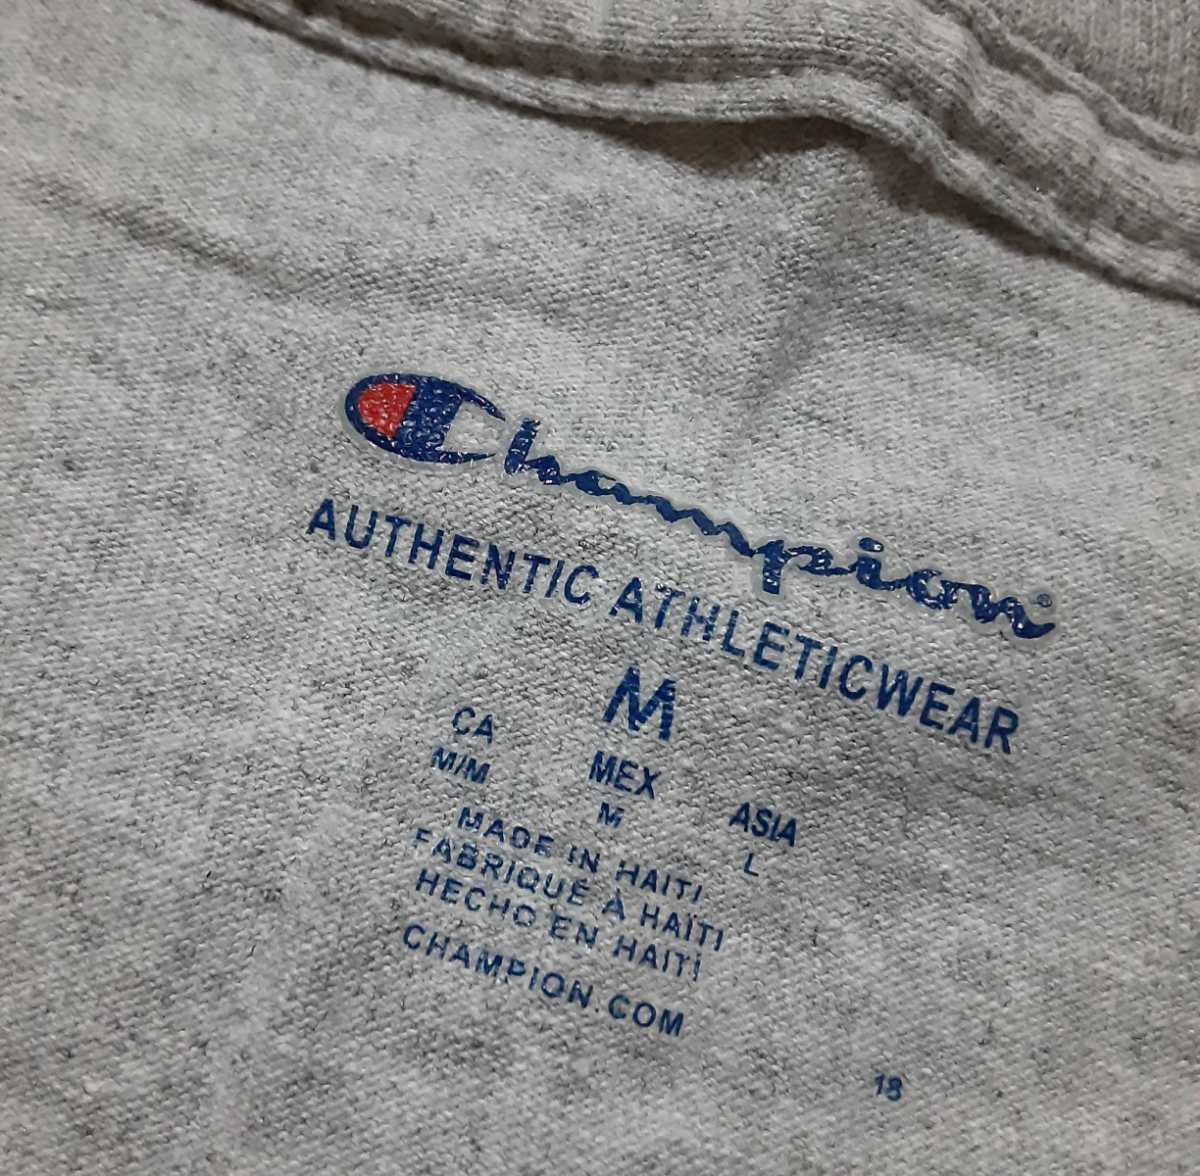 Champion®
AUTHENTIC ATHLETICWEAR
M
CA MEX ASIA
M/M M L
MADE IN HAITI
FABRIQUÉ À HAÏTI
HECHO EN HAITÍ
CHAMPION.COM
18